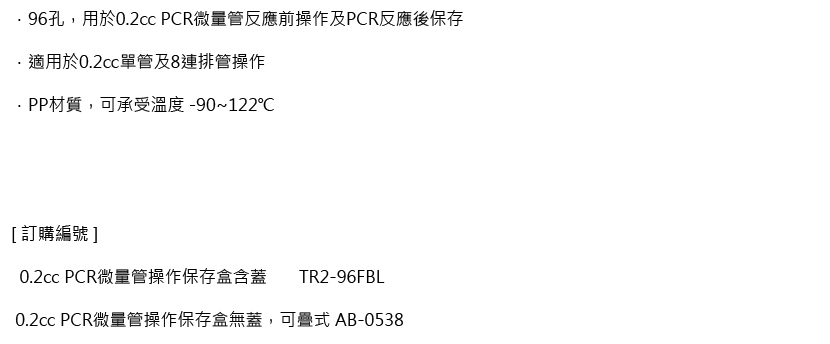 ．96孔，用於0.2cc PCR微量管反應前操作及PCR反應後保存
．適用於0.2cc單管及8連排管操作
．PP材質，可承受溫度 -90~122℃
[ 訂購編號 ]
0.2cc PCR微量管操作保存盒含蓋 TR2-96FBL
0.2cc PCR微量管操作保存盒無蓋，可疊式 AB-0538